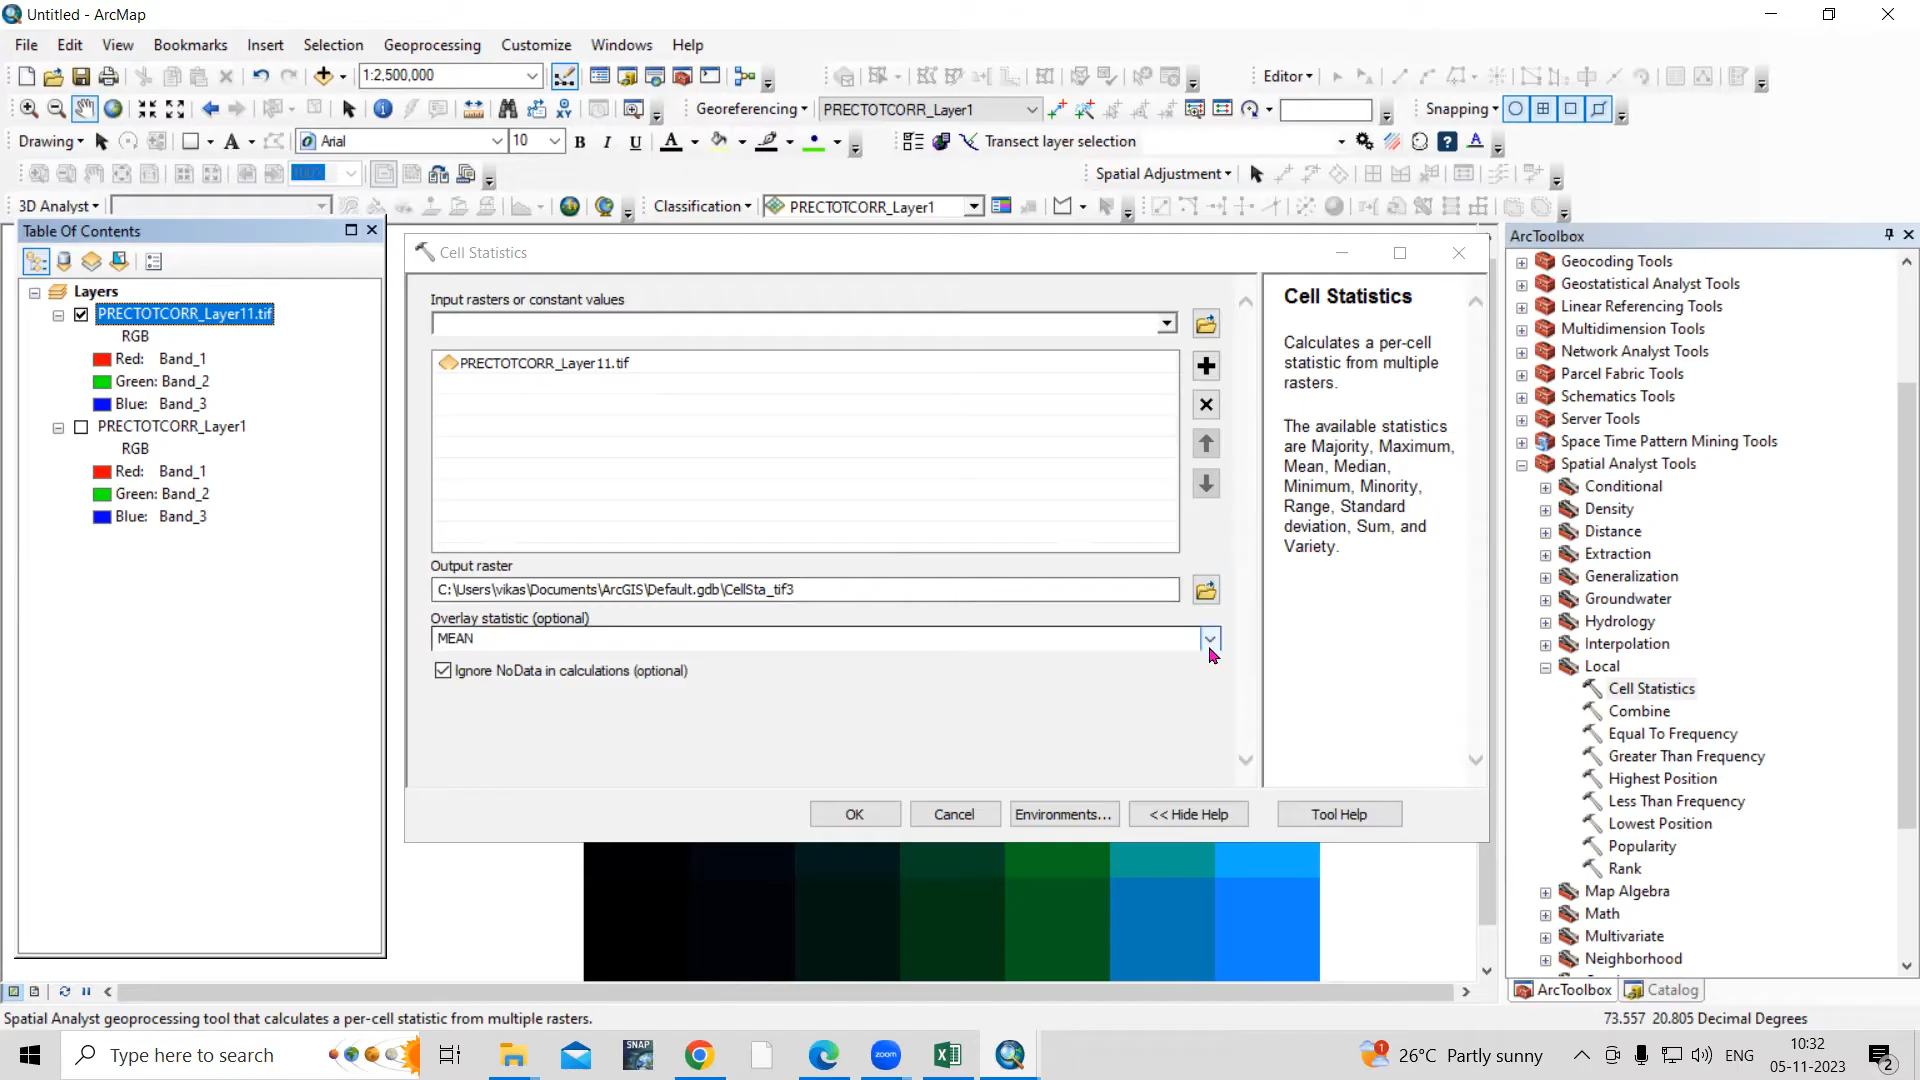 Untitled - ArcMap
File Edit View Bookmarks Insert Selection Geoprocessing Customize Windows Help
1:2,500,000 Editor
Georeferencing PRECTOTCORR_Layer1 Snapping
Drawing A Arial 10 B I U A Transect layer selection
Spatial Adjustment
3D Analyst Classification PRECTOTCORR_Layer1
Table Of Contents
Layers
PRECTOTCORR_Layer11.tif
RGB
Red: Band_1
Green: Band_2
Blue: Band_3
PRECTOTCORR_Layer1
RGB
Red: Band_1
Green: Band_2
Blue: Band_3
Cell Statistics
Input rasters or constant values
PRECTOTCORR_Layer11.tif
Output raster
C:\Users\vikas\Documents\ArcGIS\Default.gdb\CellSta_tif3
Overlay statistic (optional)
MEAN
Ignore NoData in calculations (optional)
OK Cancel Environments... << Hide Help Tool Help
Cell Statistics
Calculates a per-cell
statistic from multiple
rasters.
The available statistics
are Majority, Maximum,
Mean, Median,
Minimum, Minority,
Range, Standard
deviation, Sum, and
Variety.
ArcToolbox
Geocoding Tools
Geostatistical Analyst Tools
Linear Referencing Tools
Multidimension Tools
Network Analyst Tools
Parcel Fabric Tools
Schematics Tools
Server Tools
Space Time Pattern Mining Tools
Spatial Analyst Tools
Conditional
Density
Distance
Extraction
Generalization
Groundwater
Hydrology
Interpolation
Local
Cell Statistics
Combine
Equal To Frequency
Greater Than Frequency
Highest Position
Less Than Frequency
Lowest Position
Popularity
Rank
Map Algebra
Math
Multivariate
Neighborhood
ArcToolbox Catalog
Spatial Analyst geoprocessing tool that calculates a per-cell statistic from multiple rasters.
73.557 20.805 Decimal Degrees
Type here to search
SNAP
zoom
1
26°C Partly sunny
ENG
10:32
05-11-2023
2